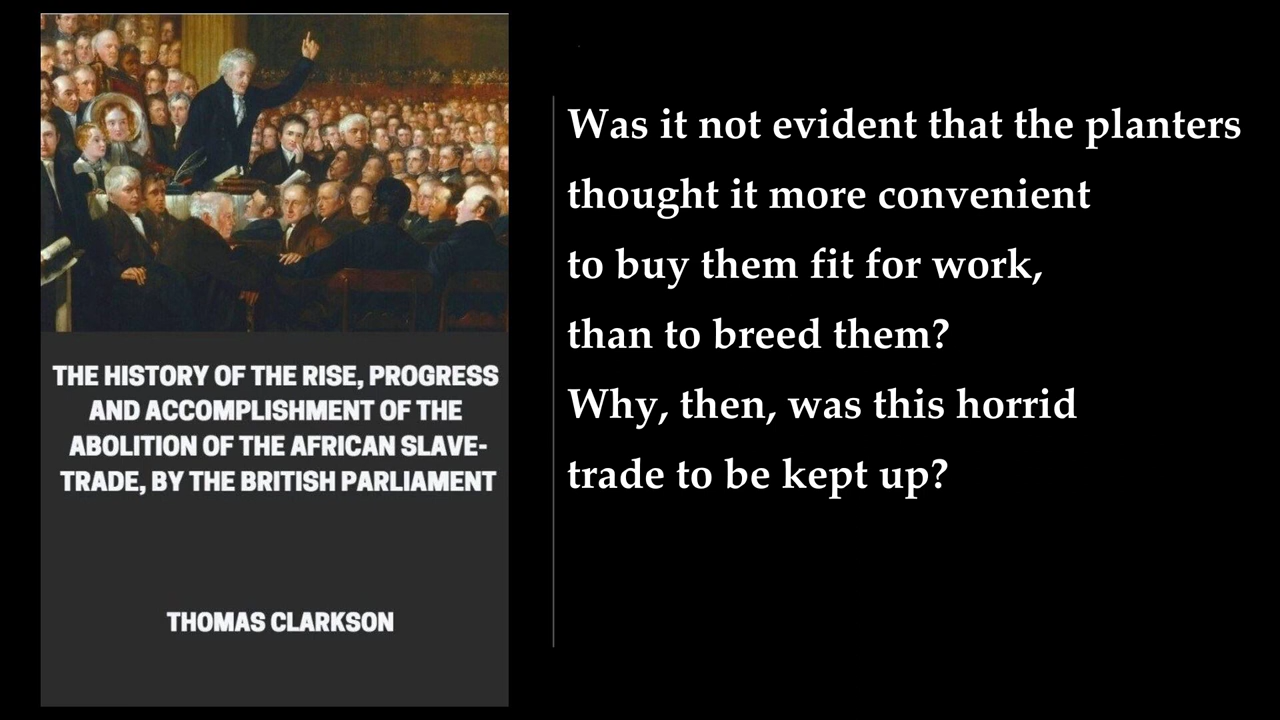 THE HISTORY OF THE RISE, PROGRESS
AND ACCOMPLISHMENT OF THE
ABOLITION OF THE AFRICAN SLAVE-
TRADE, BY THE BRITISH PARLIAMENT
THOMAS CLARKSON
Was it not evident that the planters
thought it more convenient
to buy them fit for work,
than to breed them?
Why, then, was this horrid
trade to be kept up?